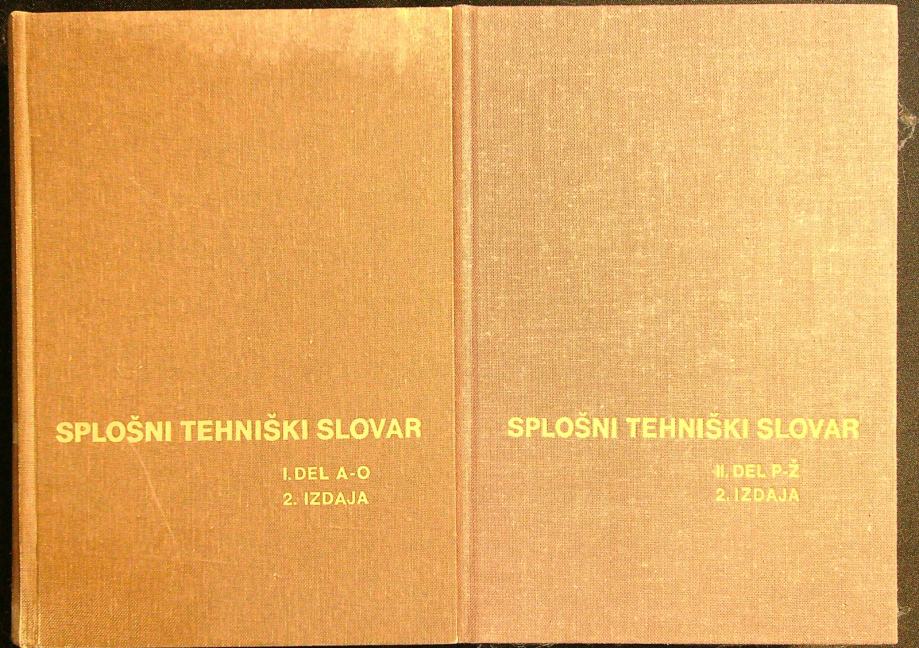 SPLOŠNI TEHNIŠKI SLOVAR
I. DEL A-O
2. IZDAJA
SPLOŠNI TEHNIŠKI SLOVAR
II. DEL P-Ž
2. IZDAJA